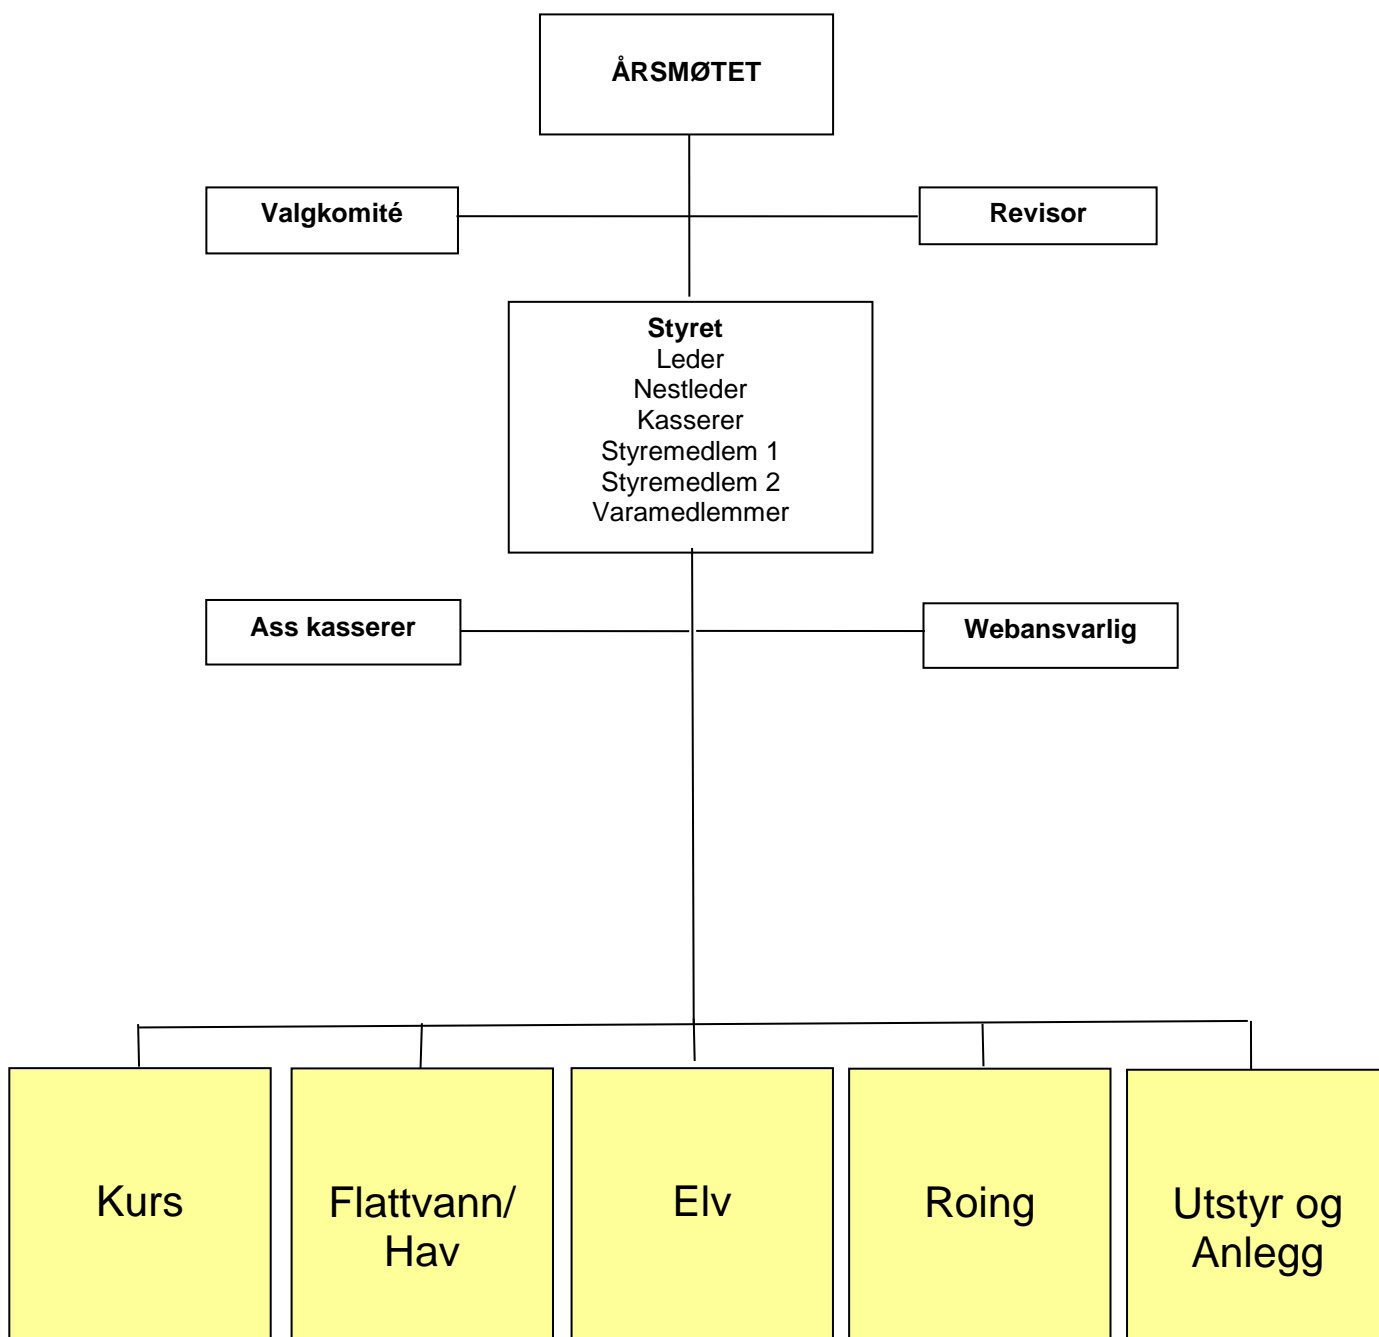 ÅRSMØTET
Valgkomité
Revisor
Styret
Leder
Nestleder
Kasserer
Styremedlem 1
Styremedlem 2
Varamedlemmer
Ass kasserer
Webansvarlig
Kurs
Flattvann/
Hav
Elv
Roing
Utstyr og
Anlegg